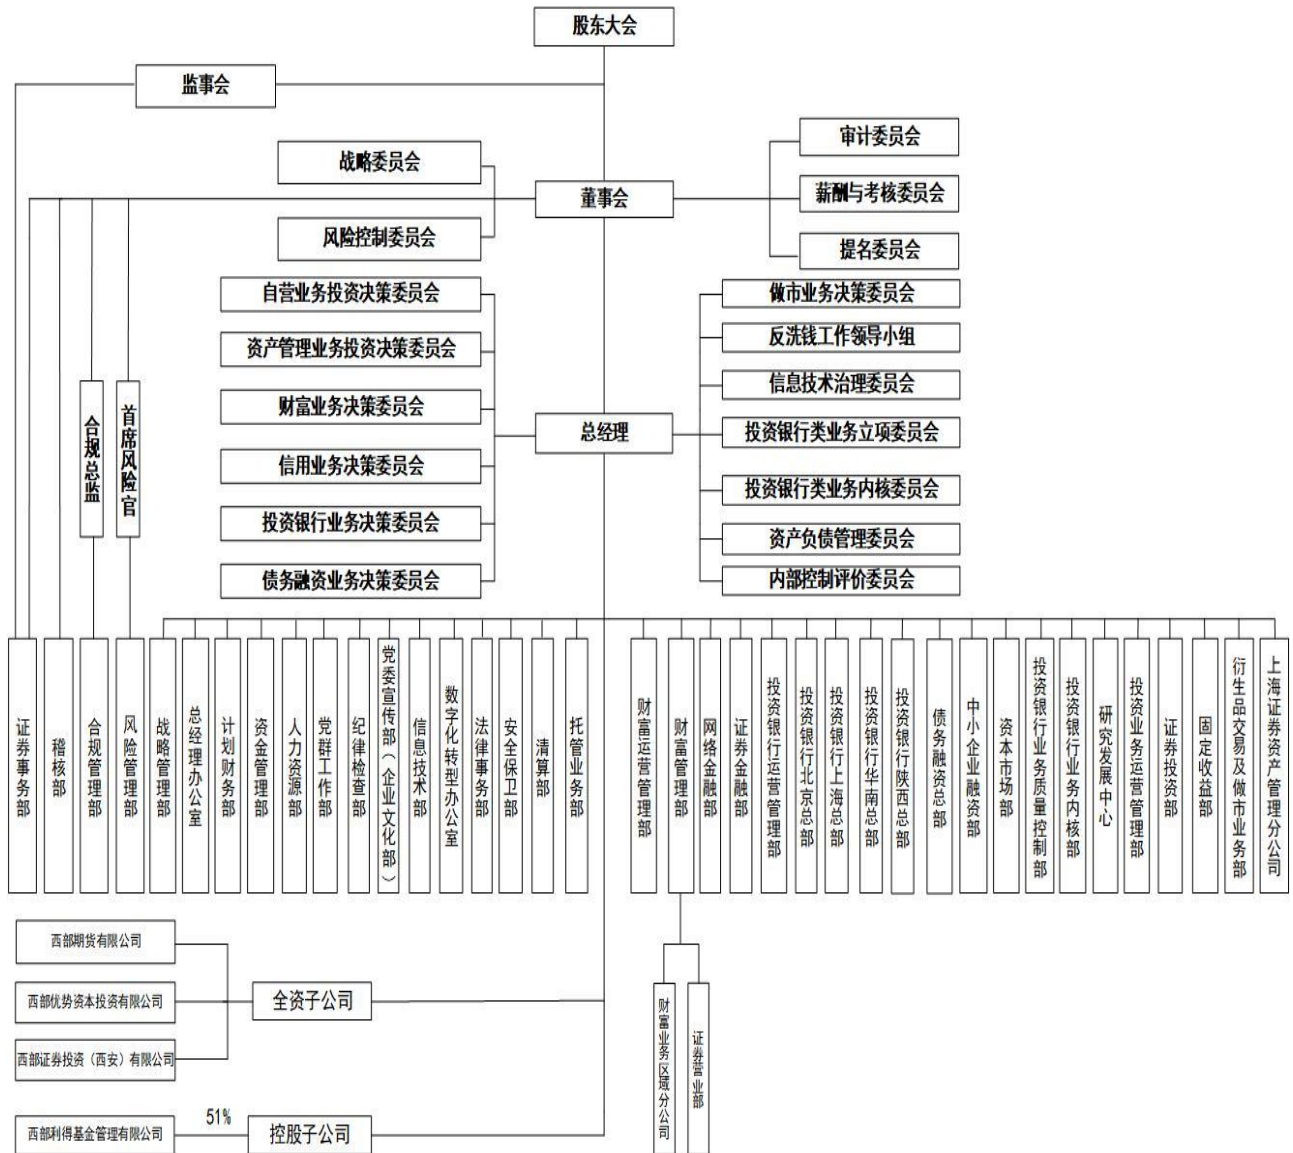 股东大会
监事会
战略委员会
审计委员会
董事会
薪酬与考核委员会
风险控制委员会
提名委员会
自营业务投资决策委员会
资产管理业务投资决策委员会
财富业务决策委员会
信用业务决策委员会
投资银行业务决策委员会
债务融资业务决策委员会
总经理
做市业务决策委员会
反洗钱工作领导小组
信息技术治理委员会
投资银行类业务立项委员会
投资银行类业务内核委员会
资产负债管理委员会
内部控制评价委员会
合规总监
首席风险官
证券事务部
稽核部
合规管理部
风险管理部
战略管理部
总经理办公室
计划财务部
资金管理部
人力资源部
党群工作部
纪律检查部
党委宣传部（企业文化部）
信息技术部
数字化转型办公室
法律事务部
安全保卫部
清算部
托管业务部
财富运营管理部
财富管理部
网络金融部
证券金融部
投资银行运营管理部
投资银行北京总部
投资银行上海总部
投资银行华南总部
投资银行陕西总部
债务融资总部
中小企业融资部
资本市场部
投资银行业务质量控制部
投资银行业务内核部
研究发展中心
投资业务运营管理部
证券投资部
固定收益部
衍生品交易及做市业务部
上海证券资产管理分公司
西部期货有限公司
西部优势资本投资有限公司
西部证券投资（西安）有限公司
全资子公司
财富业务区域分公司
证券营业部
西部利得基金管理有限公司
51%
控股子公司